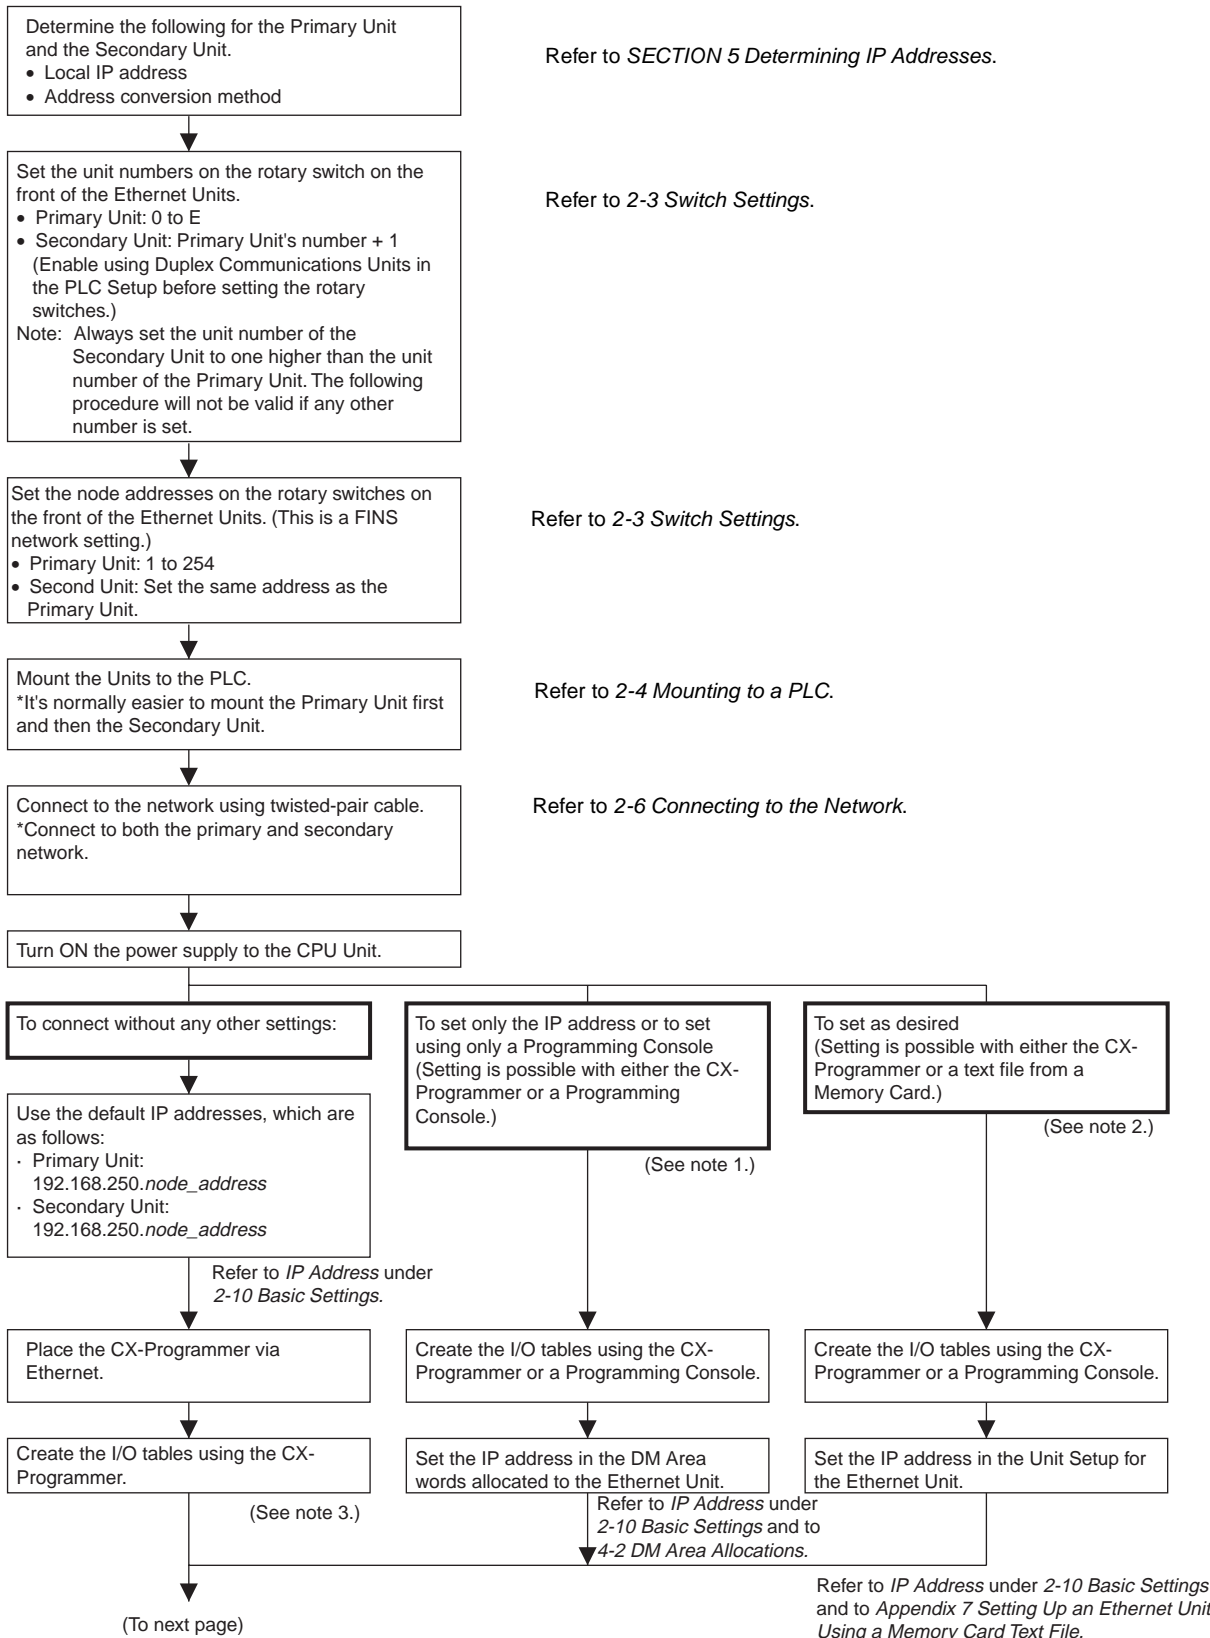 Determine the following for the Primary Unit
and the Secondary Unit.
• Local IP address
• Address conversion method
Refer to SECTION 5 Determining IP Addresses.
Set the unit numbers on the rotary switch on the
front of the Ethernet Units.
• Primary Unit: 0 to E
• Secondary Unit: Primary Unit's number + 1
(Enable using Duplex Communications Units in
the PLC Setup before setting the rotary
switches.)
Note: Always set the unit number of the
Secondary Unit to one higher than the unit
number of the Primary Unit. The following
procedure will not be valid if any other
number is set.
Refer to 2-3 Switch Settings.
Set the node addresses on the rotary switches on
the front of the Ethernet Units. (This is a FINS
network setting.)
• Primary Unit: 1 to 254
• Second Unit: Set the same address as the
Primary Unit.
Refer to 2-3 Switch Settings.
Mount the Units to the PLC.
*It's normally easier to mount the Primary Unit first
and then the Secondary Unit.
Refer to 2-4 Mounting to a PLC.
Connect to the network using twisted-pair cable.
*Connect to both the primary and secondary
network.
Refer to 2-6 Connecting to the Network.
Turn ON the power supply to the CPU Unit.
To connect without any other settings:
Use the default IP addresses, which are
as follows:
· Primary Unit:
192.168.250.node_address
· Secondary Unit:
192.168.250.node_address
Refer to IP Address under
2-10 Basic Settings.
Place the CX-Programmer via
Ethernet.
Create the I/O tables using the CX-
Programmer.
(See note 3.)
To set only the IP address or to set
using only a Programming Console
(Setting is possible with either the CX-
Programmer or a Programming
Console.)
(See note 1.)
Create the I/O tables using the CX-
Programmer or a Programming Console.
Set the IP address in the DM Area
words allocated to the Ethernet Unit.
Refer to IP Address under
2-10 Basic Settings and to
4-2 DM Area Allocations.
To set as desired
(Setting is possible with either the CX-
Programmer or a text file from a
Memory Card.)
(See note 2.)
Create the I/O tables using the CX-
Programmer or a Programming Console.
Set the IP address in the Unit Setup for
the Ethernet Unit.
Refer to IP Address under 2-10 Basic Settings
and to Appendix 7 Setting Up an Ethernet Unit
Using a Memory Card Text File.
(To next page)